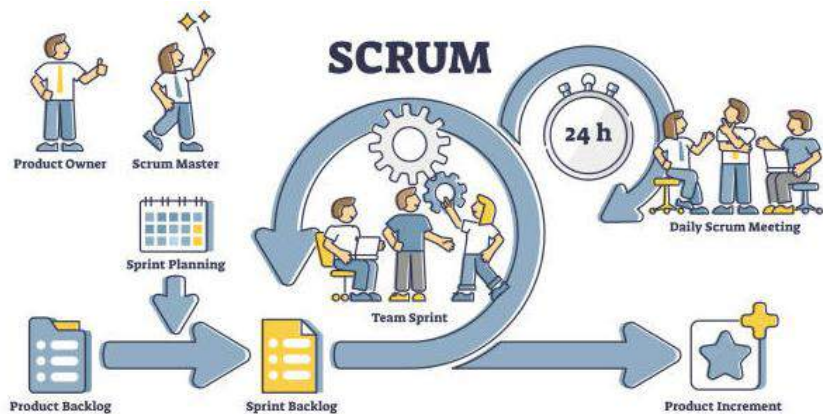 SCRUM
24 h
Product Owner
Scrum Master
Daily Scrum Meeting
Sprint Planning
Team Sprint
Product Backlog
Sprint Backlog
Product Increment